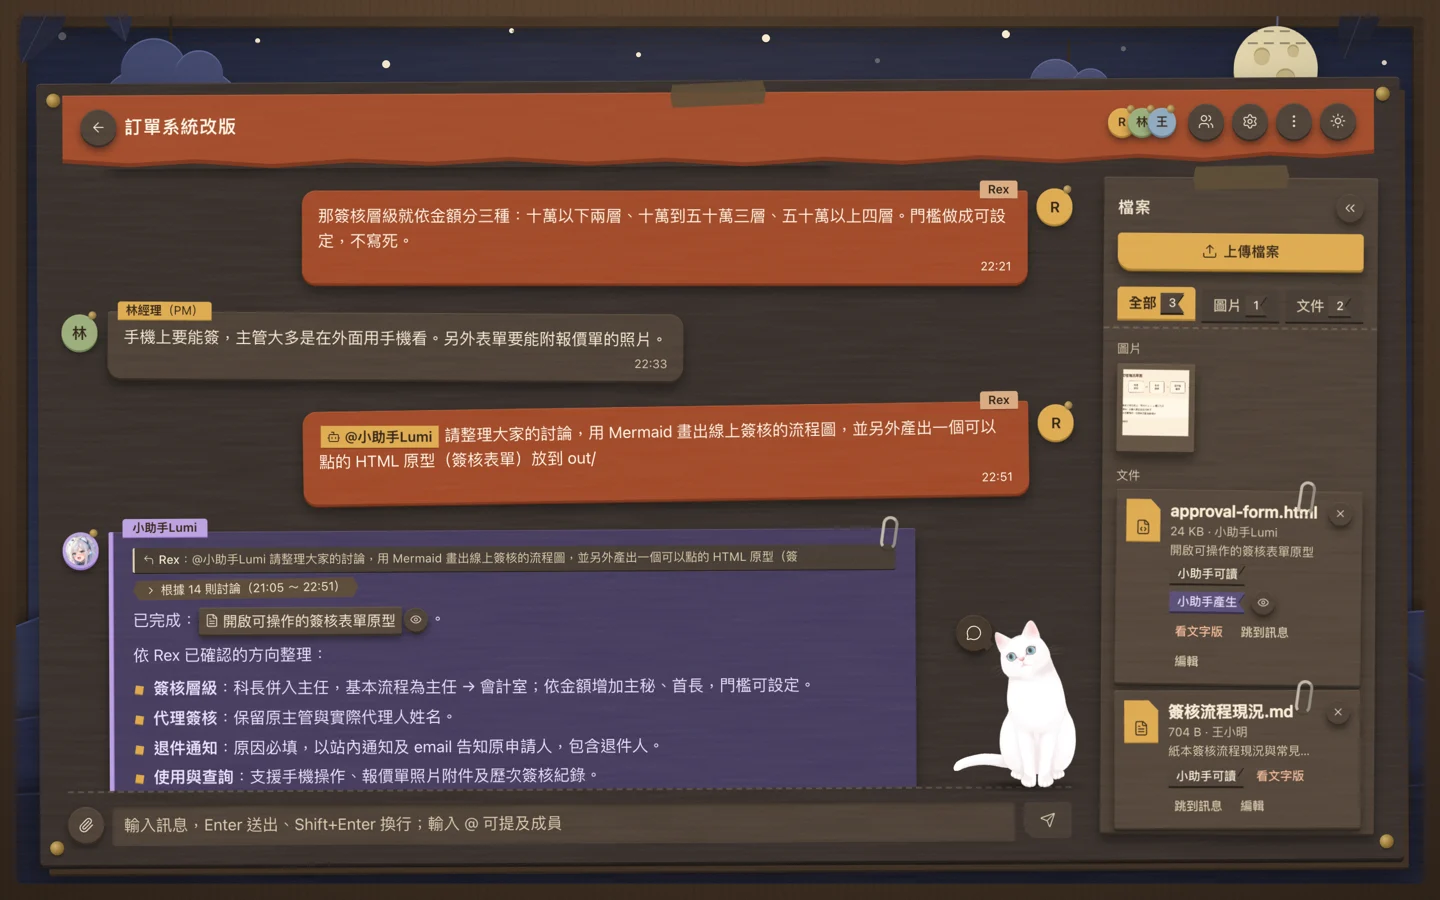 訂單系統改版
R 林 王
Rex
那簽核層級就依金額分三種：十萬以下兩層、十萬到五十萬三層、五十萬以上四層。門檻做成可設
定，不寫死。
22:21
R
林經理（PM）
林
手機上要能簽，主管大多是在外面用手機看。另外表單要能附報價單的照片。
22:33
Rex
@小助手Lumi 請整理大家的討論，用 Mermaid 畫出線上簽核的流程圖，並另外產出一個可以
點的 HTML 原型（簽核表單）放到 out/
22:51
R
小助手Lumi
Rex：@小助手Lumi 請整理大家的討論，用 Mermaid 畫出線上簽核的流程圖，並另外產出一個可以點的 HTML 原型（簽
根據 14 則討論（21:05 ～ 22:51）
已完成：開啟可操作的簽核表單原型。
依 Rex 已確認的方向整理：
簽核層級：科長併入主任，基本流程為主任 → 會計室；依金額增加主秘、首長，門檻可設定。
代理簽核：保留原主管與實際代理人姓名。
退件通知：原因必填，以站內通知及 email 告知原申請人，包含退件人。
使用與查詢：支援手機操作、報價單照片附件及歷次簽核紀錄。
輸入訊息，Enter 送出、Shift+Enter 換行；輸入 @ 可提及成員
檔案
上傳檔案
全部 3 圖片 1 文件 2
圖片
文件
approval-form.html
24 KB · 小助手Lumi
開啟可操作的簽核表單原型
小助手可讀
小助手產生
看文字版 跳到訊息
編輯
簽核流程現況.md
704 B · 王小明
紙本簽核流程現況與常見...
小助手可讀 看文字版
跳到訊息 編輯